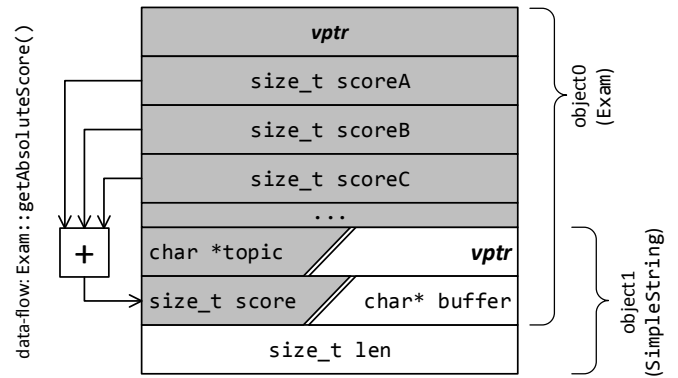 vptr
size_t scoreA
size_t scoreB
size_t scoreC
...
char *topic
vptr
size_t score
char* buffer
size_t len
+
data-flow: Exam::getAbsoluteScore()
object0
(Exam)
object1
(SimpleString)